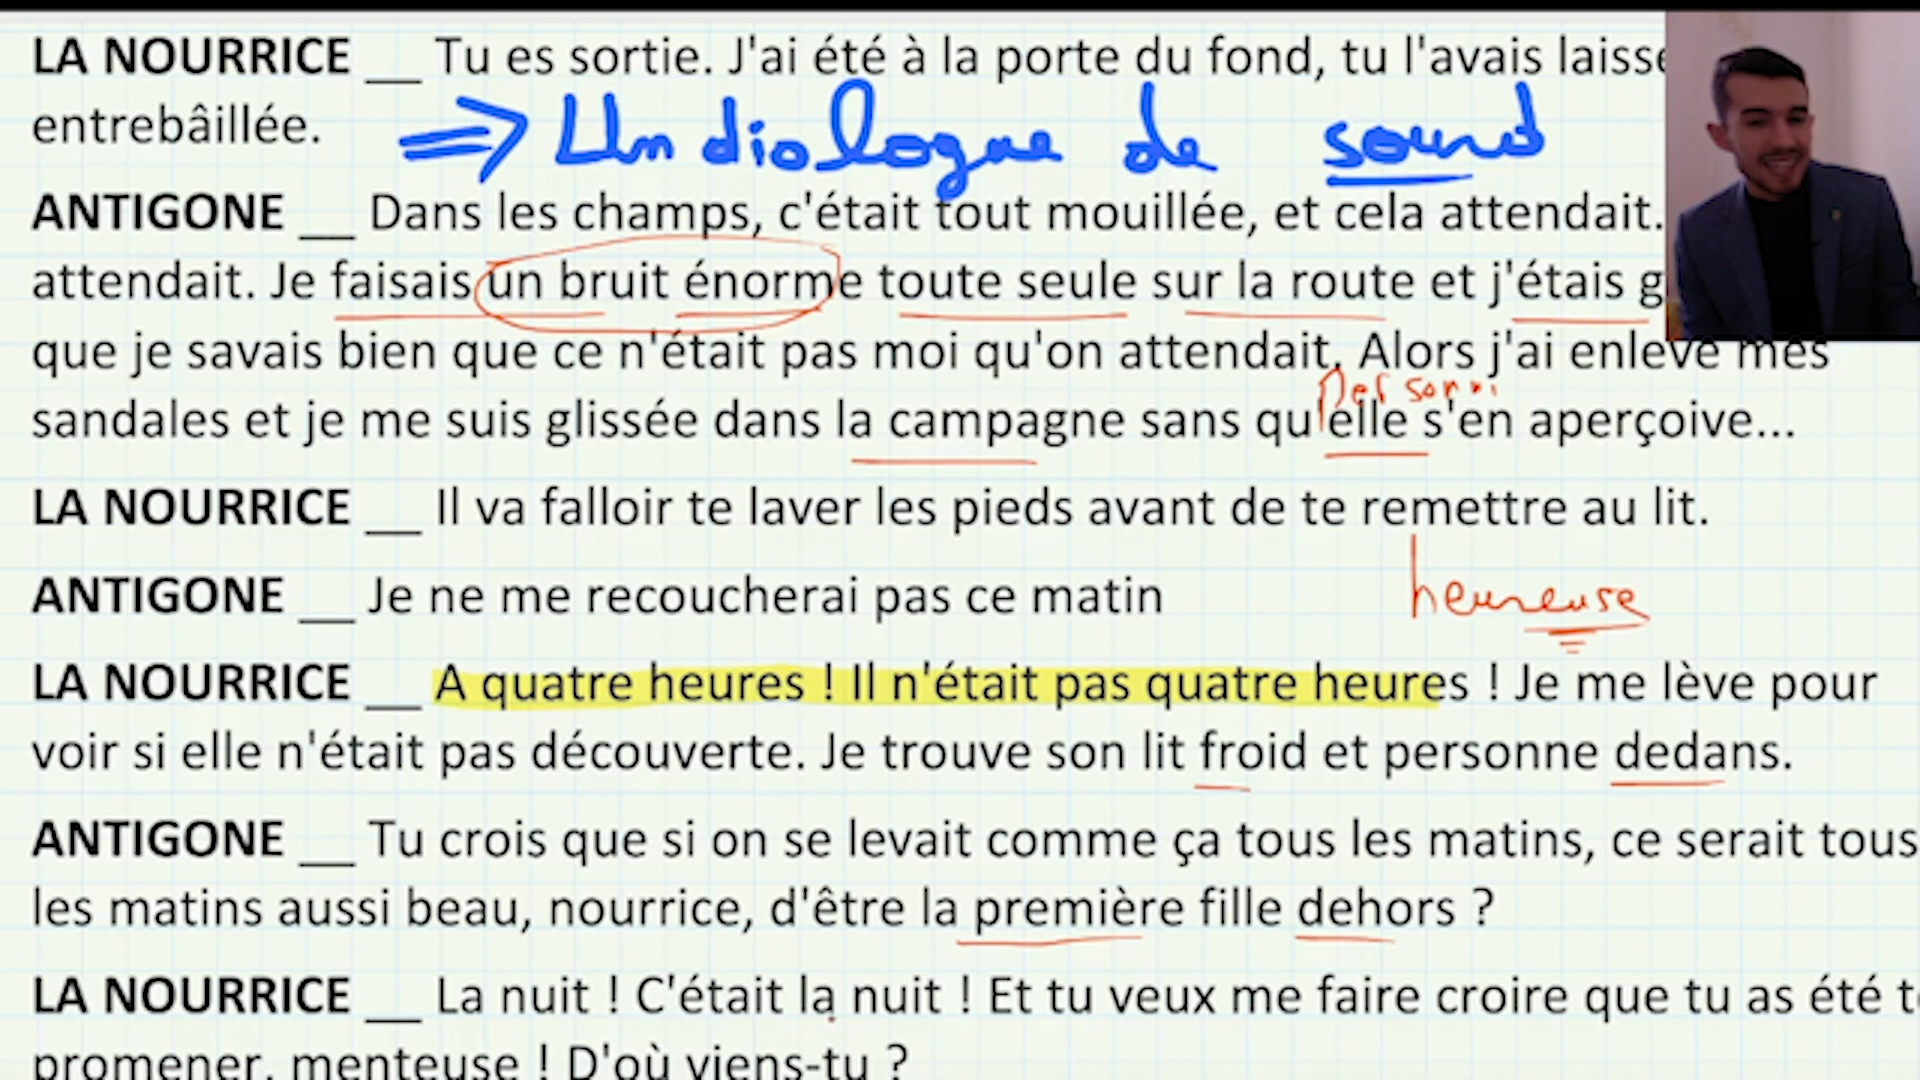 LA NOURRICE __ Tu es sortie. J'ai été à la porte du fond, tu l'avais laissé
entrebâillée.
=> Un dialogue de sourd
ANTIGONE __ Dans les champs, c'était tout mouillé, et cela attendait.
attendait. Je faisais un bruit énorme toute seule sur la route et j'étais g
que je savais bien que ce n'était pas moi qu'on attendait. Alors j'ai enlevé mes
sandales et je me suis glissée dans la campagne sans qu'elle s'en aperçoive...
LA NOURRICE __ Il va falloir te laver les pieds avant de te remettre au lit.
heureuse
ANTIGONE __ Je ne me recoucherai pas ce matin
LA NOURRICE __ A quatre heures ! Il n'était pas quatre heures ! Je me lève pour
voir si elle n'était pas découverte. Je trouve son lit froid et personne dedans.
ANTIGONE __ Tu crois que si on se levait comme ça tous les matins, ce serait tous
les matins aussi beau, nourrice, d'être la première fille dehors ?
LA NOURRICE __ La nuit ! C'était la nuit ! Et tu veux me faire croire que tu as été
promener, menteuse ! D'où viens-tu ?